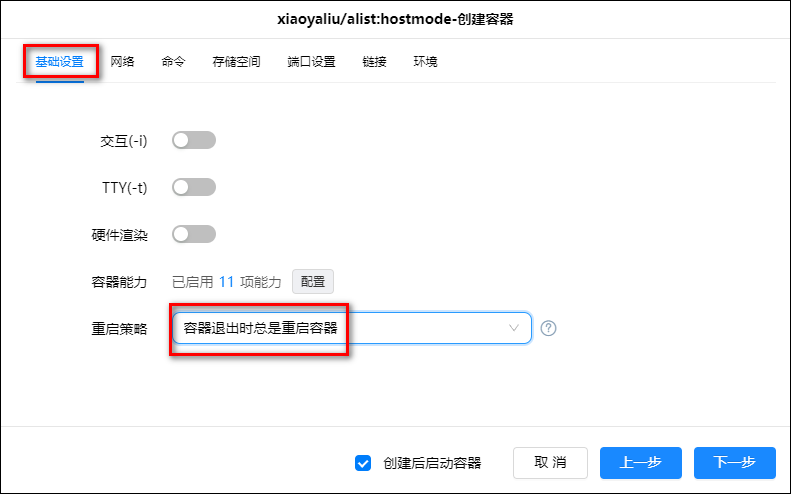 xiaoyaliu/alist:hostmode-创建容器
基础设置 网络 命令 存储空间 端口设置 链接 环境
交互(-i)
TTY(-t)
硬件渲染
容器能力 已启用 11 项能力 配置
重启策略 容器退出时总是重启容器 ?
创建后启动容器 取消 上一步 下一步